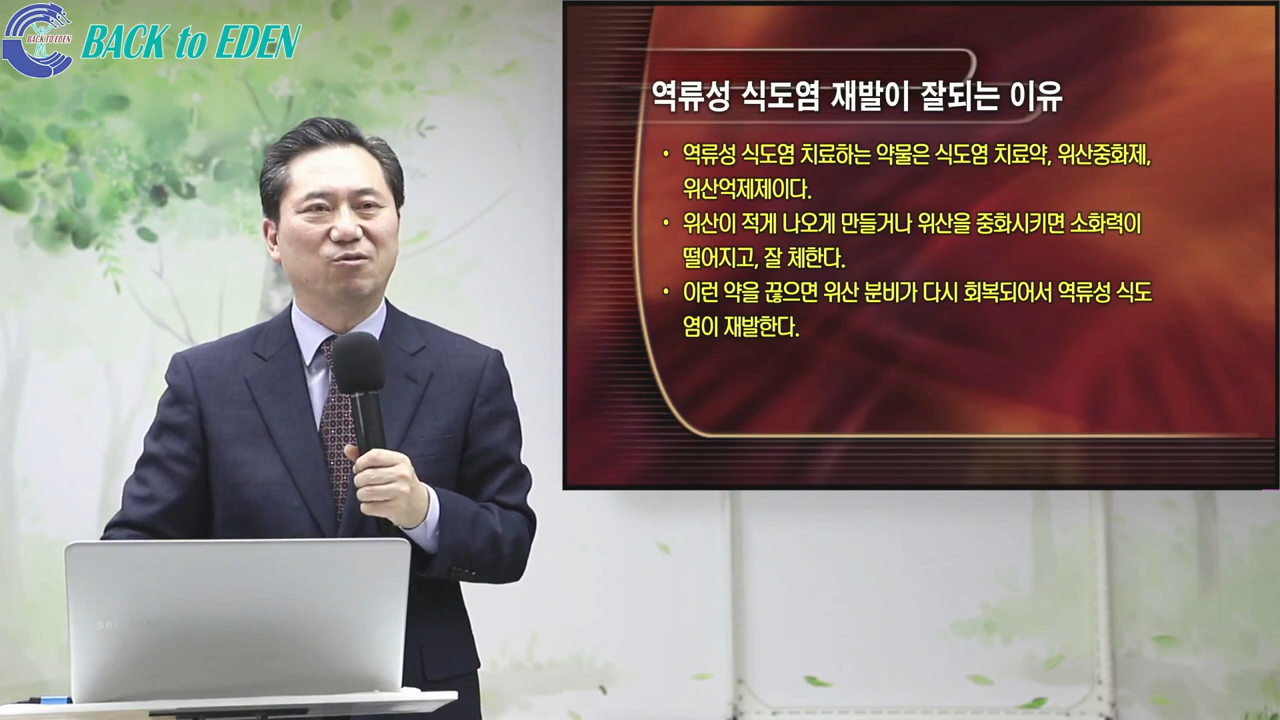 BACK TO EDEN
BACK to EDEN
역류성 식도염 재발이 잘되는 이유
• 역류성 식도염 치료하는 약물은 식도염 치료약, 위산중화제,
위산억제제이다.
• 위산이 적게 나오게 만들거나 위산을 중화시키면 소화력이
떨어지고, 잘 체한다.
• 이런 약을 끊으면 위산 분비가 다시 회복되어서 역류성 식도
염이 재발한다.